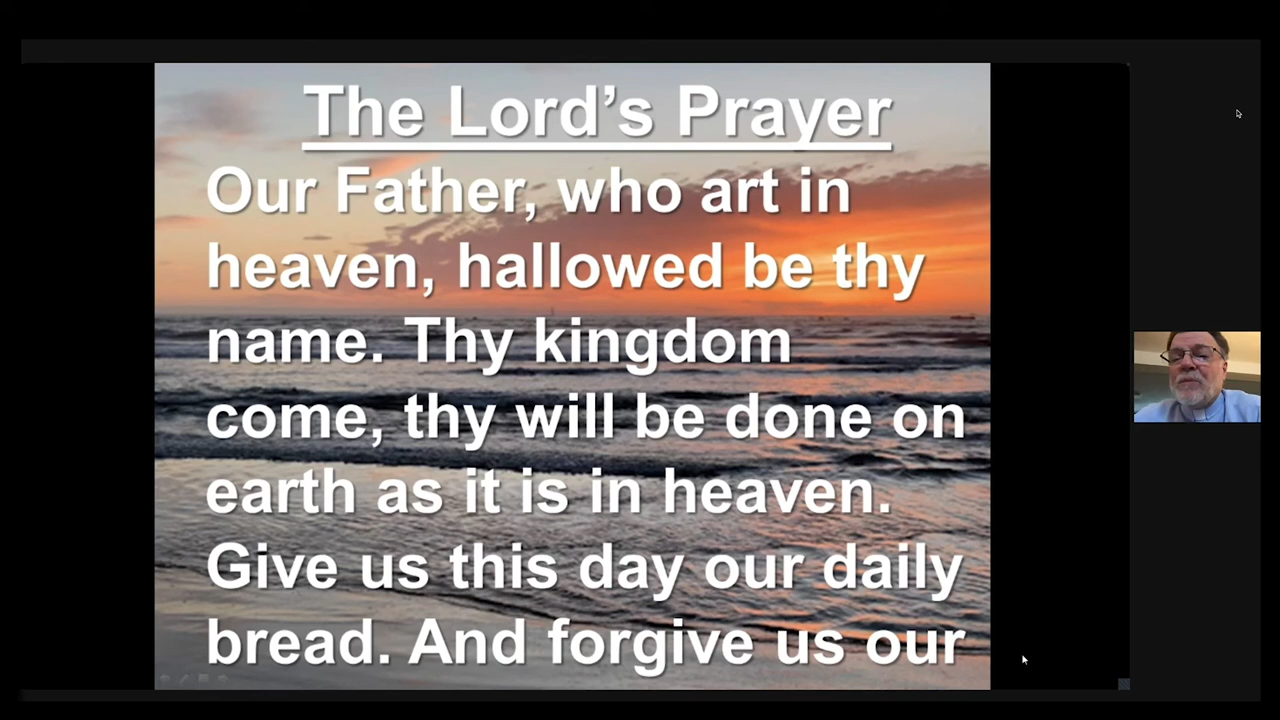 The Lord’s Prayer
Our Father, who art in
heaven, hallowed be thy
name. Thy kingdom
come, thy will be done on
earth as it is in heaven.
Give us this day our daily
bread. And forgive us our